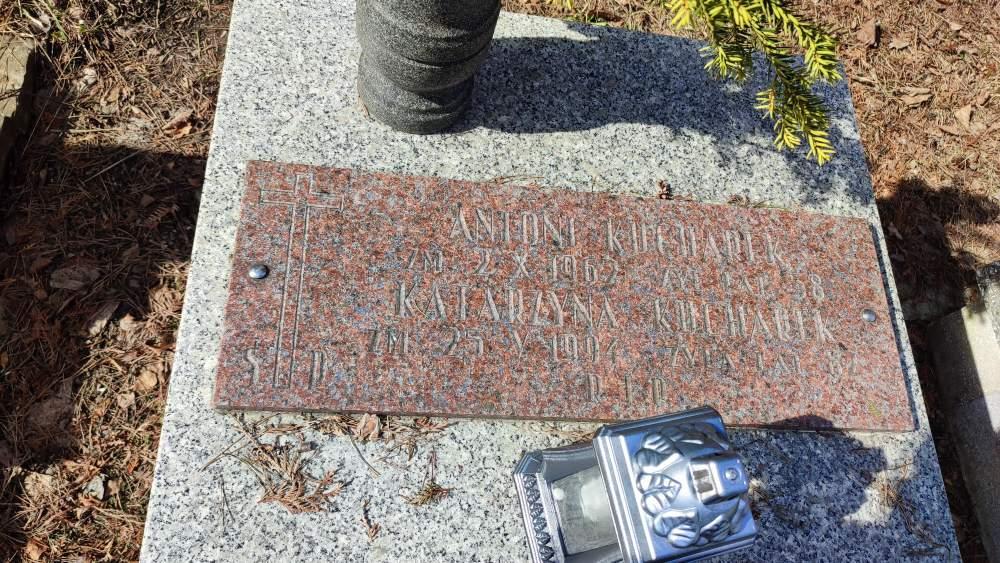 ANTONI KUCHAREK
ZM. 2 X 1962 ŻYŁ LAT 58
KATARZYNA KUCHAREK
ZM. 25 V 1994 ŻYŁA LAT 87
Ś P
R I P